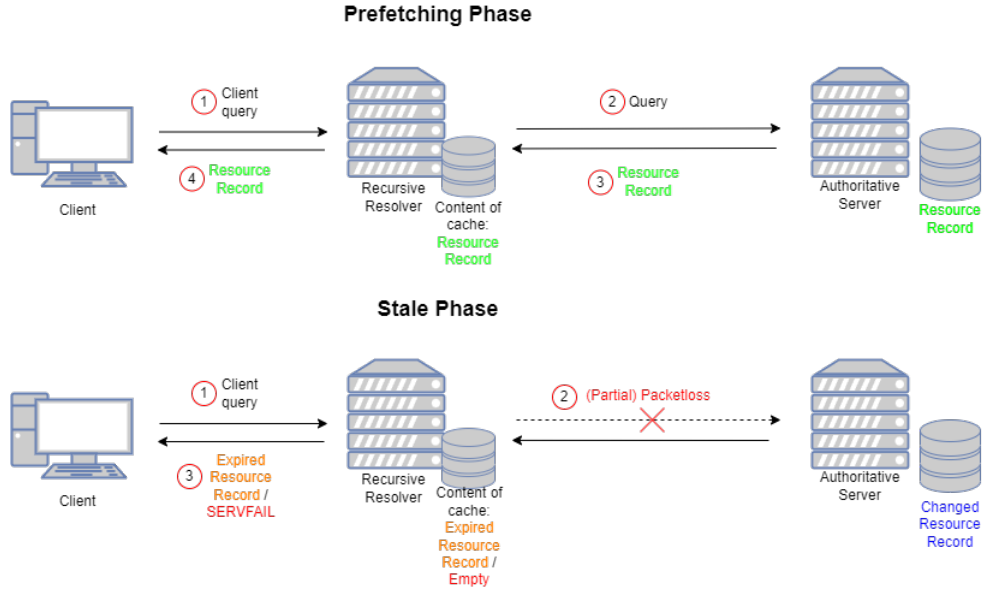 Prefetching Phase
1 Client
query
2 Query
4 Resource
Record
3 Resource
Record
Client
Recursive
Resolver
Content of
cache:
Resource
Record
Authoritative
Server
Resource
Record
Stale Phase
1 Client
query
2 (Partial) Packetloss
3 Expired
Resource
Record /
SERVFAIL
Client
Recursive
Resolver
Content of
cache:
Expired
Resource
Record /
Empty
Authoritative
Server
Changed
Resource
Record